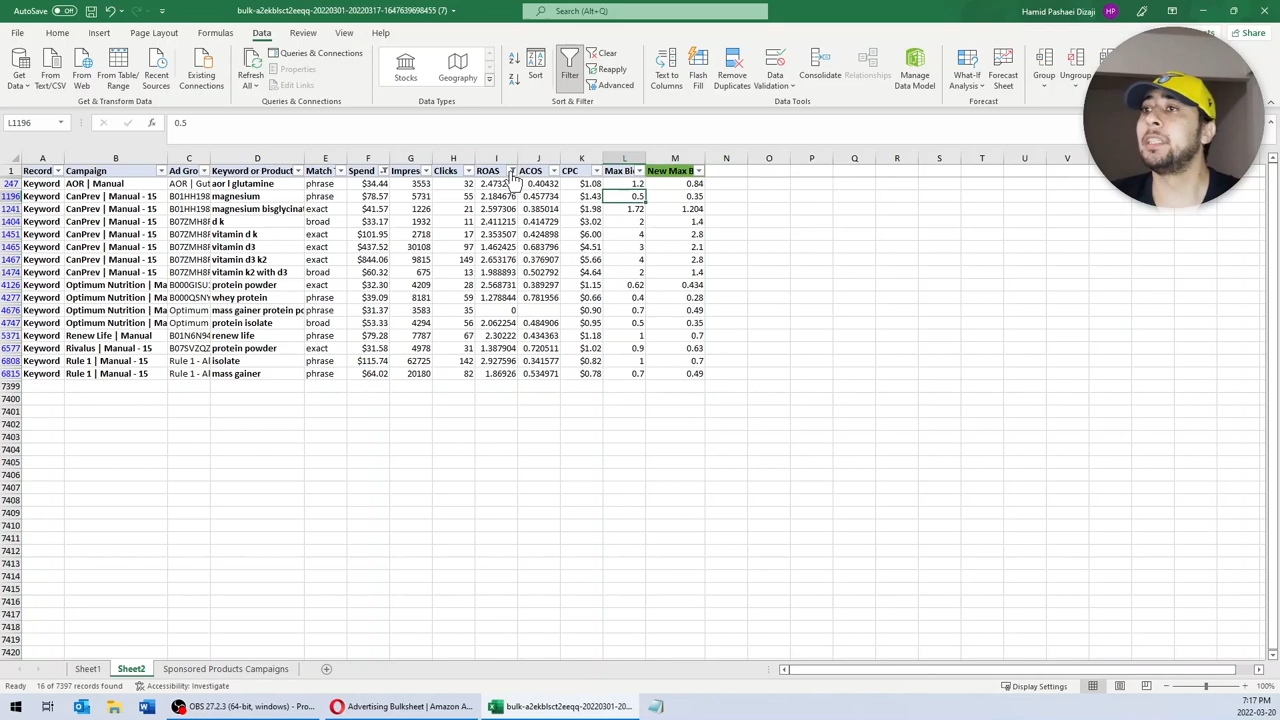 AutoSave Off bulk-a2ekblsct2eeqq-20220301-20220317-1647639698455 (7) Search (Alt+Q) Hamid Pashaei Dizaji HP
File Home Insert Page Layout Formulas Data Review View Help Share
Get Data From Text/CSV From Web From Table/ Range Recent Sources Existing Connections Refresh All Queries & Connections Properties Edit Links Stocks Geography Sort Filter Clear Reapply Advanced Text to Columns Flash Fill Remove Duplicates Data Validation Consolidate Relationships Manage Data Model What-If Analysis Forecast Sheet Group Ungroup
Get & Transform Data Queries & Connections Data Types Sort & Filter Data Tools Forecast
L1196 fx 0.5
A B C D E F G H I J K L M N O P Q R S T U V
1 Record Campaign Ad Gro Keyword or Product Match T Spend Impres Clicks ROAS ACOS CPC Max Bi New Max B
247 Keyword AOR | Manual AOR | Gut aor l glutamine phrase $34.44 3553 32 2.4732 0.40432 $1.08 1.2 0.84
1196 Keyword CanPrev | Manual - 15 B01HH198 magnesium phrase $78.57 5731 55 2.184676 0.457734 $1.43 0.5 0.35
1241 Keyword CanPrev | Manual - 15 B01HH198 magnesium bisglycina exact $41.57 1226 21 2.597306 0.385014 $1.98 1.72 1.204
1404 Keyword CanPrev | Manual - 15 B07ZMH8F d k broad $33.17 1932 11 2.411215 0.414729 $3.02 2 1.4
1451 Keyword CanPrev | Manual - 15 B07ZMH8F vitamin d k exact $101.95 2718 17 2.353507 0.424898 $6.00 4 2.8
1465 Keyword CanPrev | Manual - 15 B07ZMH8F vitamin d3 exact $437.52 30108 97 1.462425 0.683796 $4.51 3 2.1
1467 Keyword CanPrev | Manual - 15 B07ZMH8F vitamin d3 k2 exact $844.06 9815 149 2.653176 0.376907 $5.66 4 2.8
1474 Keyword CanPrev | Manual - 15 B07ZMH8F vitamin k2 with d3 broad $60.32 675 13 1.988893 0.502792 $4.64 2 1.4
4126 Keyword Optimum Nutrition | Ma B000GISU: protein powder exact $32.30 4209 28 2.568731 0.389297 $1.15 0.62 0.434
4277 Keyword Optimum Nutrition | Ma B000QSNY whey protein phrase $39.09 8181 59 1.278844 0.781956 $0.66 0.4 0.28
4676 Keyword Optimum Nutrition | Ma Optimum mass gainer protein po phrase $31.37 3583 35 0 $0.90 0.7 0.49
4747 Keyword Optimum Nutrition | Ma Optimum protein isolate broad $53.33 4294 56 2.062254 0.484906 $0.95 0.5 0.35
5371 Keyword Renew Life | Manual B01N6N94 renew life phrase $79.28 7787 67 2.30222 0.434363 $1.18 1 0.7
6577 Keyword Rivalus | Manual - 15 B075VZQZ protein powder exact $31.58 4978 31 1.387904 0.720511 $1.02 0.9 0.63
6808 Keyword Rule 1 | Manual - 15 Rule 1 - Al isolate phrase $115.74 62725 142 2.927596 0.341577 $0.82 1 0.7
6815 Keyword Rule 1 | Manual - 15 Rule 1 - Al mass gainer phrase $64.02 20180 82 1.86926 0.534971 $0.78 0.7 0.49
7399
7400
7401
7402
7403
7404
7405
7406
7407
7408
7409
7410
7411
7412
7413
7414
7415
7416
7417
7418
7419
7420
Sheet1 Sheet2 Sponsored Products Campaigns
Ready 16 of 7397 records found Accessibility: Investigate Display Settings 100%
OBS 27.2.3 (64-bit, windows) - Pro... Advertising Bulksheet | Amazon A... bulk-a2ekblsct2eeqq-20220301-20... 7:17 PM
2022-03-20